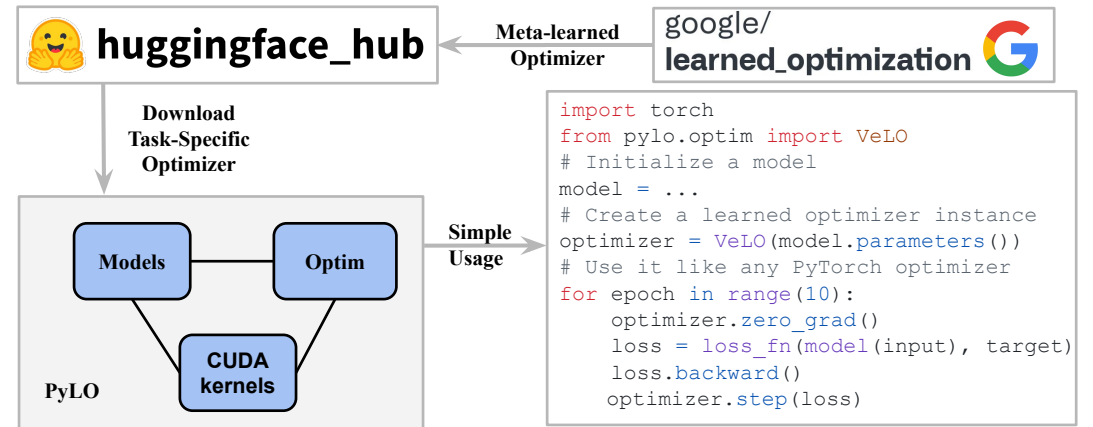 huggingface_hub
Meta-learned
Optimizer
google/
learned_optimization
Download
Task-Specific
Optimizer
Models
Optim
CUDA
kernels
PyLO
Simple
Usage
import torch
from pylo.optim import VeLO
# Initialize a model
model = ...
# Create a learned optimizer instance
optimizer = VeLO(model.parameters())
# Use it like any PyTorch optimizer
for epoch in range(10):
    optimizer.zero_grad()
    loss = loss_fn(model(input), target)
    loss.backward()
    optimizer.step(loss)